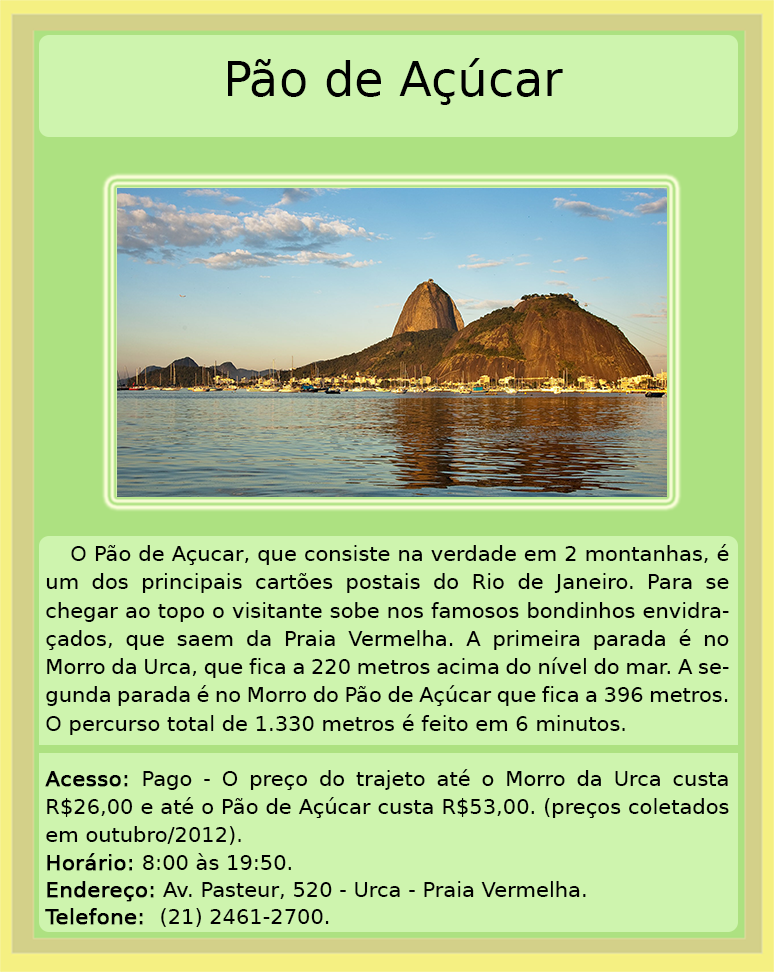 Pão de Açúcar
O Pão de Açucar, que consiste na verdade em 2 montanhas, é
um dos principais cartões postais do Rio de Janeiro. Para se
chegar ao topo o visitante sobe nos famosos bondinhos envidra-
çados, que saem da Praia Vermelha. A primeira parada é no
Morro da Urca, que fica a 220 metros acima do nível do mar. A se-
gunda parada é no Morro do Pão de Açúcar que fica a 396 metros.
O percurso total de 1.330 metros é feito em 6 minutos.
Acesso: Pago - O preço do trajeto até o Morro da Urca custa
R$26,00 e até o Pão de Açúcar custa R$53,00. (preços coletados
em outubro/2012).
Horário: 8:00 às 19:50.
Endereço: Av. Pasteur, 520 - Urca - Praia Vermelha.
Telefone: (21) 2461-2700.